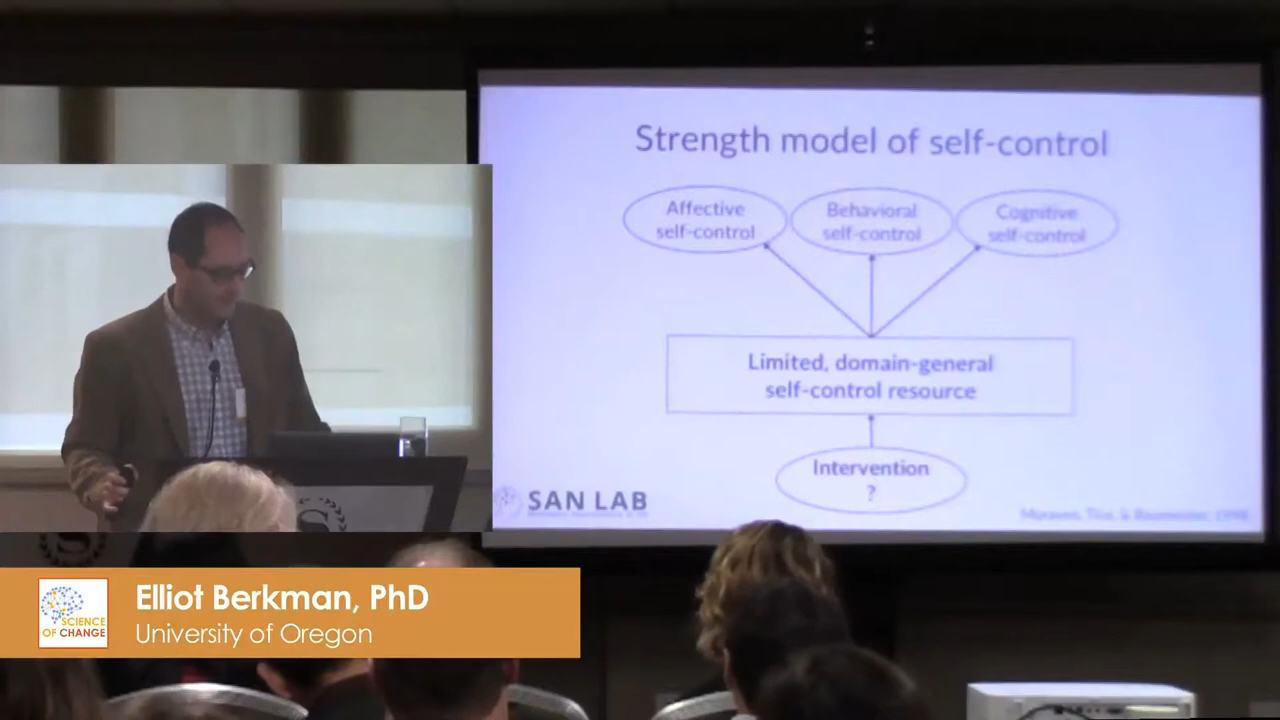 Strength model of self-control
Affective
self-control
Behavioral
self-control
Cognitive
self-control
Limited, domain-general
self-control resource
Intervention
?
SAN LAB
S
SCIENCE
OF CHANGE
Elliot Berkman, PhD
University of Oregon